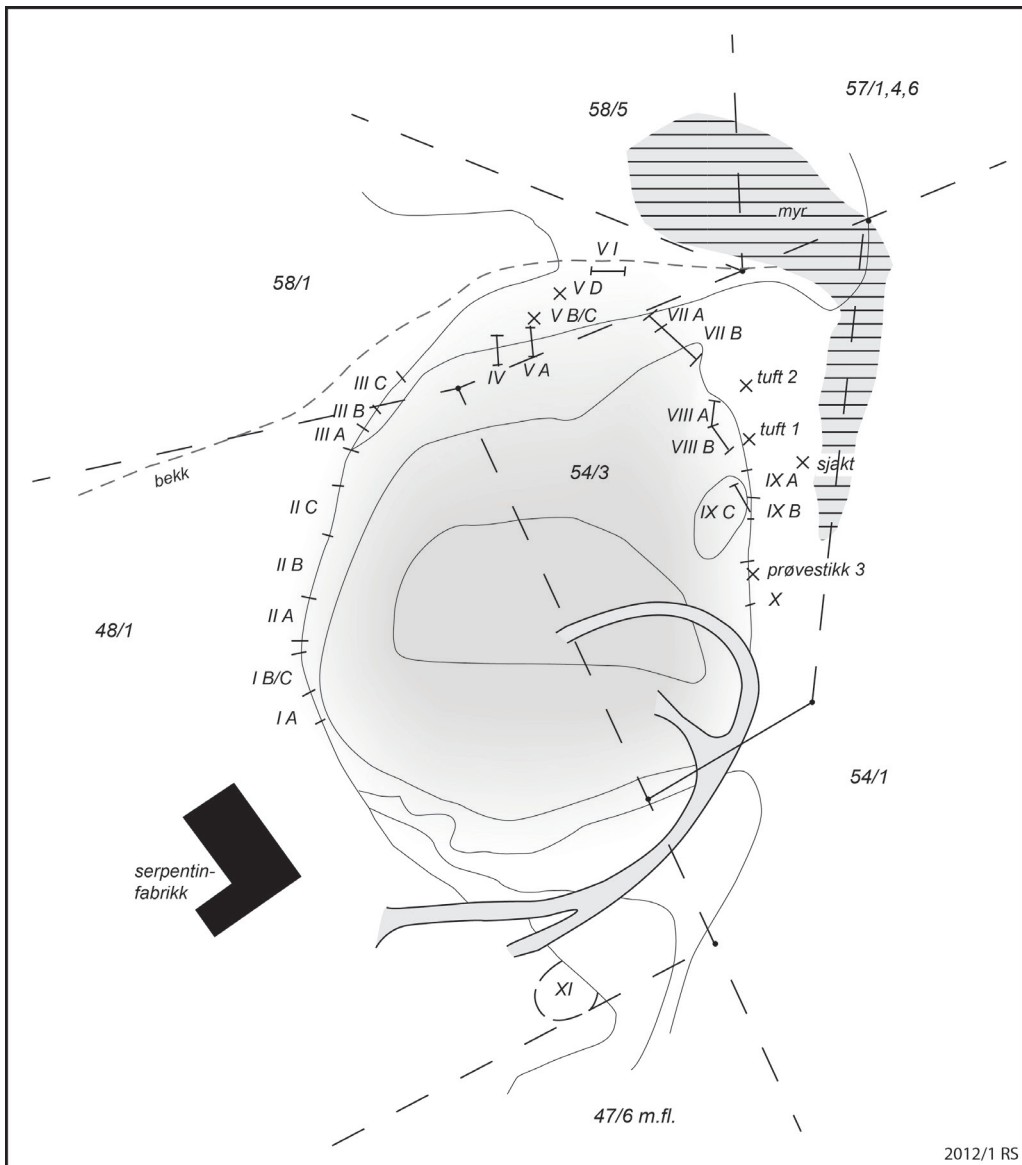 57/1,4,6
58/5
myr
V I
58/1
V D
V B/C
VII A
VII B
III C
IV
V A
tuft 2
III B
VIII A
III A
tuft 1
VIII B
sjakt
54/3
bekk
IX A
II C
IX C
IX B
II B
prøvestikk 3
X
II A
48/1
I B/C
I A
54/1
serpentin-
fabrikk
XI
47/6 m.fl.
2012/1 RS